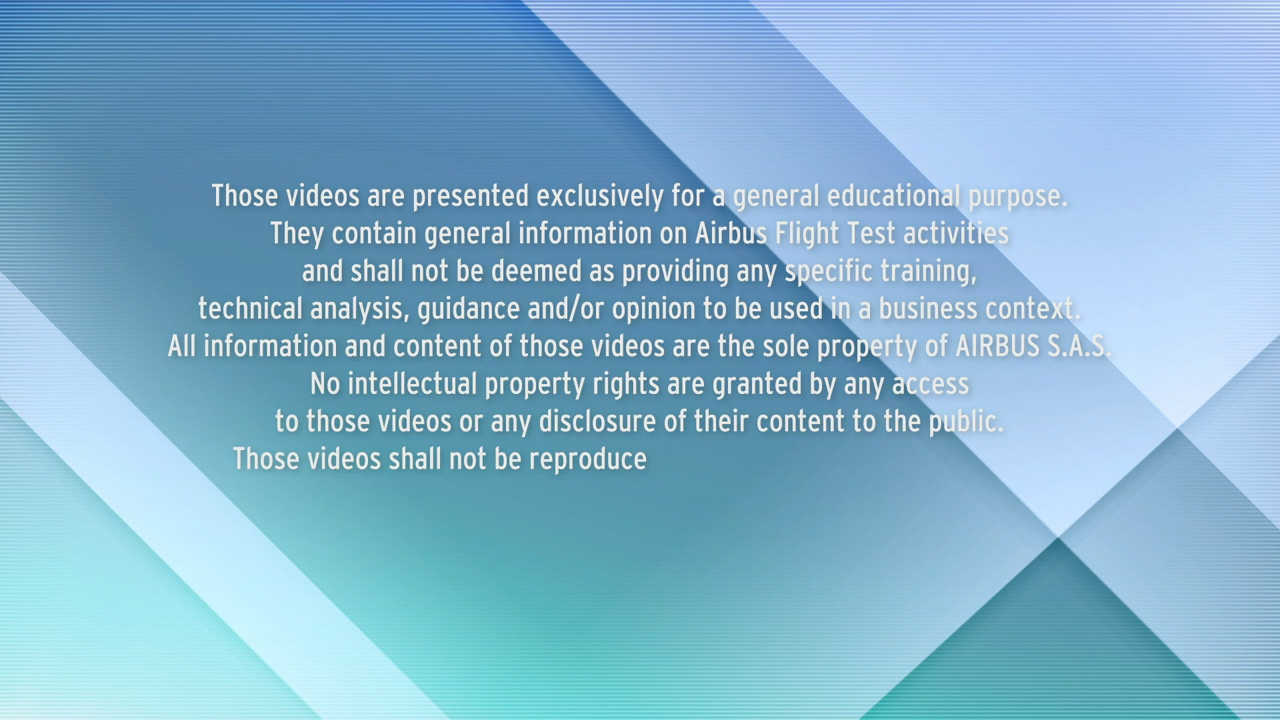 Those videos are presented exclusively for a general educational purpose.
They contain general information on Airbus Flight Test activities
and shall not be deemed as providing any specific training,
technical analysis, guidance and/or opinion to be used in a business context.
All information and content of those videos are the sole property of AIRBUS S.A.S.
No intellectual property rights are granted by any access
to those videos or any disclosure of their content to the public.
Those videos shall not be reproduce